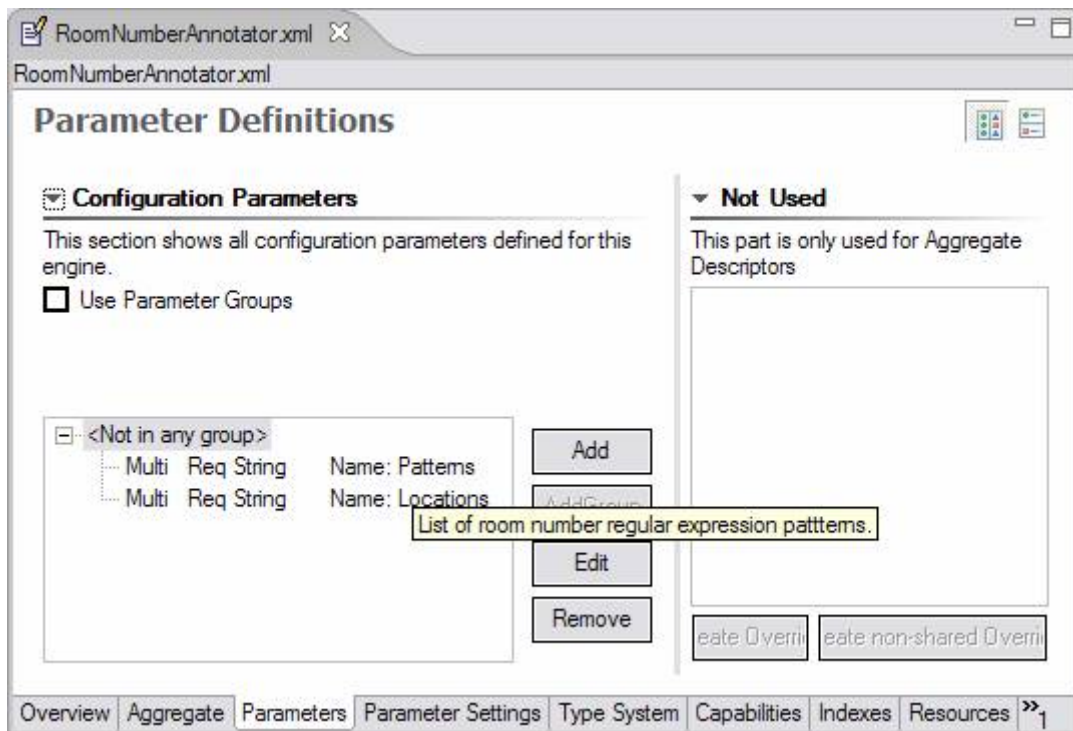 RoomNumberAnnotator.xml
RoomNumberAnnotator.xml
Parameter Definitions
Configuration Parameters
This section shows all configuration parameters defined for this
engine.
Use Parameter Groups
<Not in any group>
Multi Req String Name: Patterns
Multi Req String Name: Locations
Add
AddGroup
List of room number regular expression patttems.
Edit
Remove
Not Used
This part is only used for Aggregate
Descriptors
eate Overri
eate non-shared Overri
Overview Aggregate Parameters Parameter Settings Type System Capabilities Indexes Resources »1